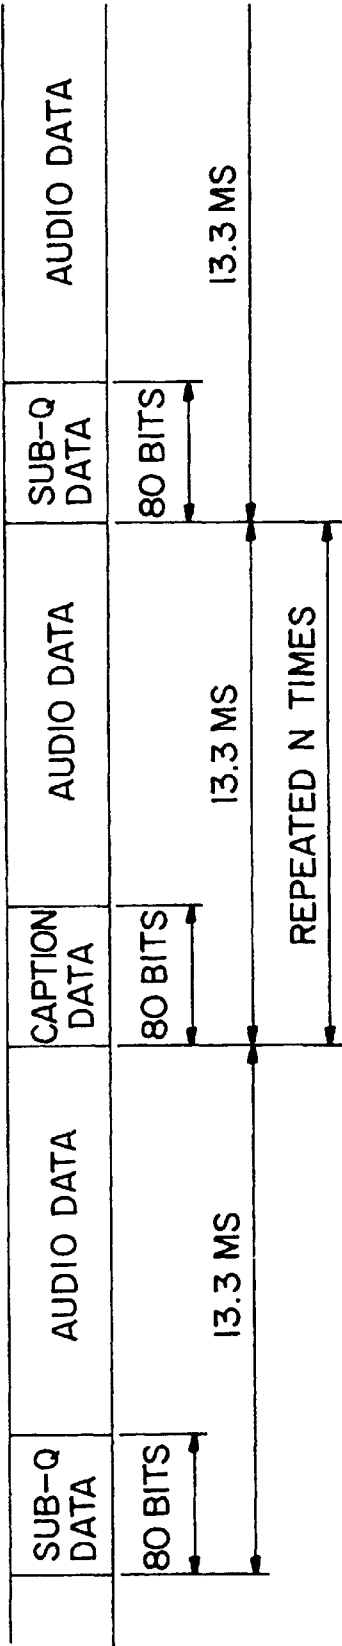 SUB-Q
DATA
AUDIO DATA
CAPTION
DATA
AUDIO DATA
SUB-Q
DATA
AUDIO DATA
80 BITS
80 BITS
80 BITS
13.3 MS
13.3 MS
13.3 MS
REPEATED N TIMES